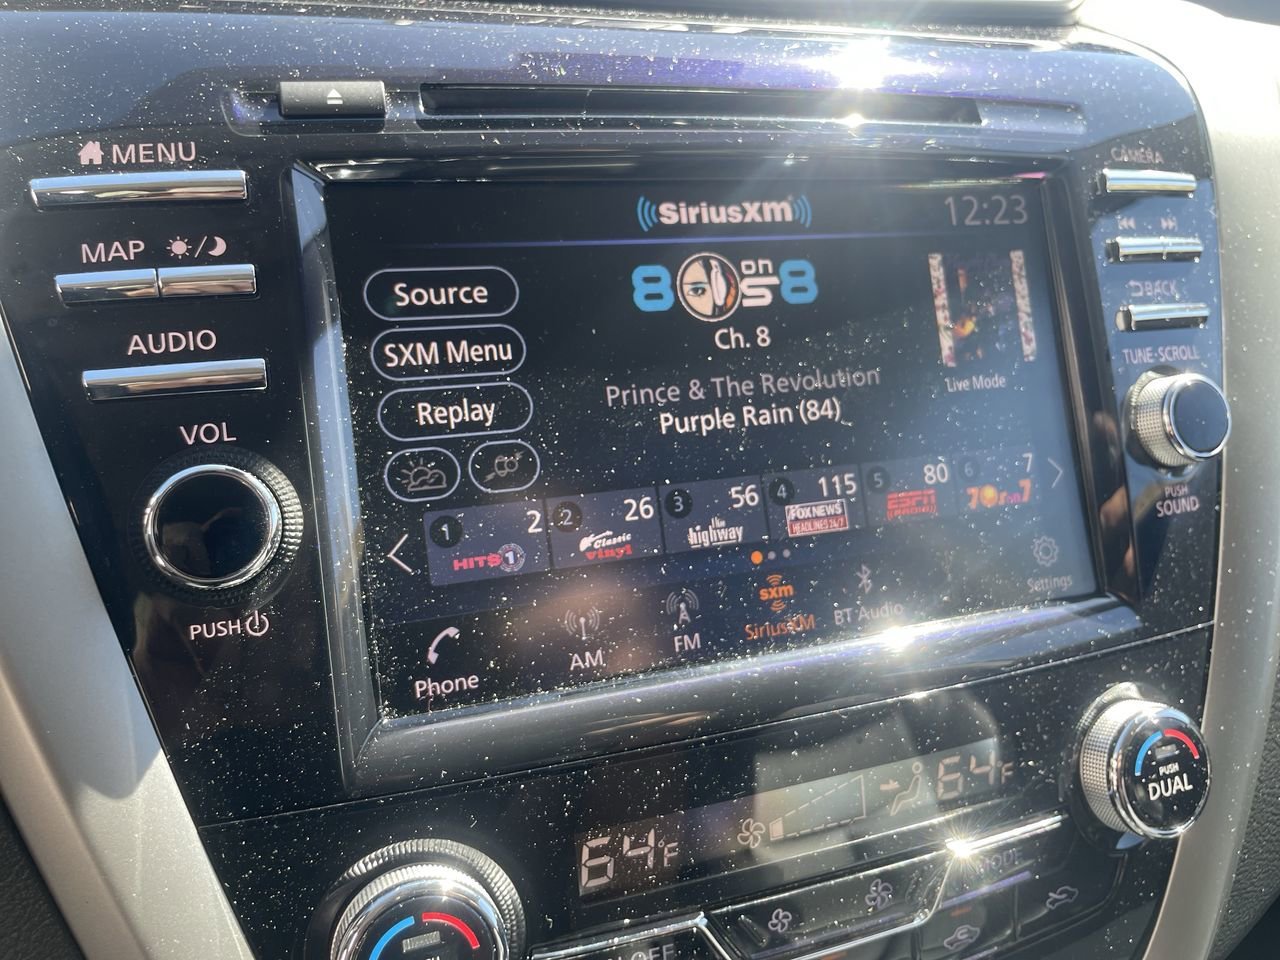 MENU
MAP
AUDIO
VOL
PUSH
SiriusXM
12:23
Source
SXM Menu
Replay
8 on 8
Ch. 8
Prince & The Revolution
Purple Rain (84)
Live Mode
1 2 HITS 1
2 26 Classic vinyl
3 56 the highway
4 115 FOX NEWS HEADLINES 24/7
5 80 ESPN RADIO
6 7 70s on 7
Phone
AM
FM
sxm
SiriusXM
BT Audio
Settings
CAMERA
BACK
TUNE·SCROLL
PUSH
SOUND
64°F
64°F
PUSH
DUAL
MODE
OFF